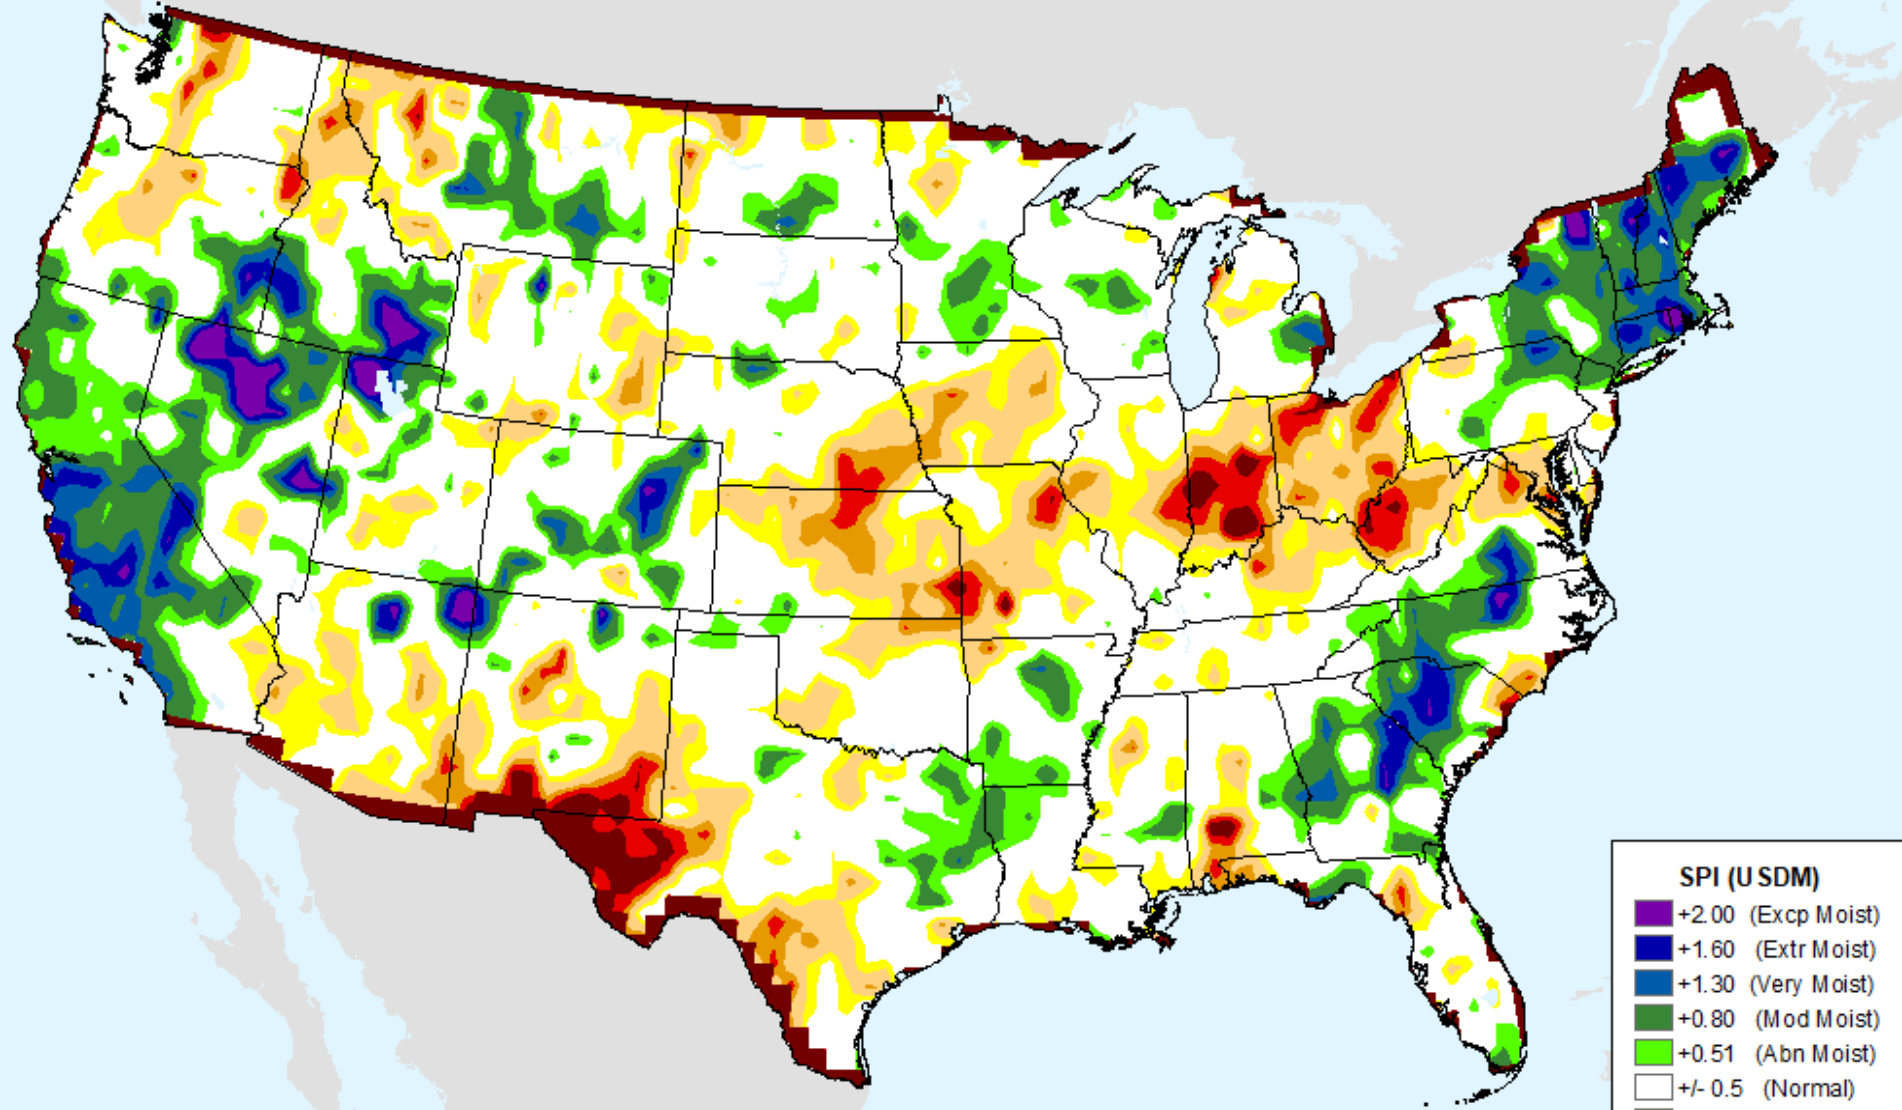 SPI (USDM)
+2.00 (Excp Moist)
+1.60 (Extr Moist)
+1.30 (Very Moist)
+0.80 (Mod Moist)
+0.51 (Abn Moist)
+/- 0.5 (Normal)